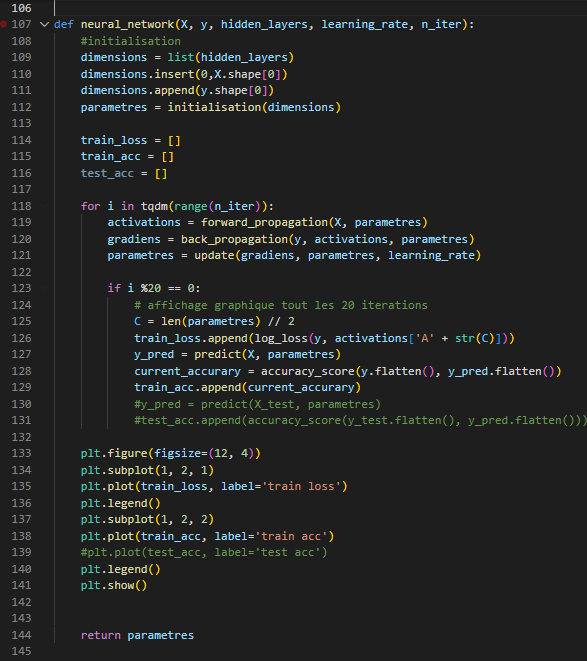 106
107 def neural_network(X, y, hidden_layers, learning_rate, n_iter):
108 #initialisation
109 dimensions = list(hidden_layers)
110 dimensions.insert(0,X.shape[0])
111 dimensions.append(y.shape[0])
112 parametres = initialisation(dimensions)
113
114 train_loss = []
115 train_acc = []
116 test_acc = []
117
118 for i in tqdm(range(n_iter)):
119 activations = forward_propagation(X, parametres)
120 gradiens = back_propagation(y, activations, parametres)
121 parametres = update(gradiens, parametres, learning_rate)
122
123 if i %20 == 0:
124 # affichage graphique tout les 20 iterations
125 C = len(parametres) // 2
126 train_loss.append(log_loss(y, activations['A' + str(C)]))
127 y_pred = predict(X, parametres)
128 current_accurary = accuracy_score(y.flatten(), y_pred.flatten())
129 train_acc.append(current_accurary)
130 #y_pred = predict(X_test, parametres)
131 #test_acc.append(accuracy_score(y_test.flatten(), y_pred.flatten()))
132
133 plt.figure(figsize=(12, 4))
134 plt.subplot(1, 2, 1)
135 plt.plot(train_loss, label='train loss')
136 plt.legend()
137 plt.subplot(1, 2, 2)
138 plt.plot(train_acc, label='train acc')
139 #plt.plot(test_acc, label='test acc')
140 plt.legend()
141 plt.show()
142
143
144 return parametres
145